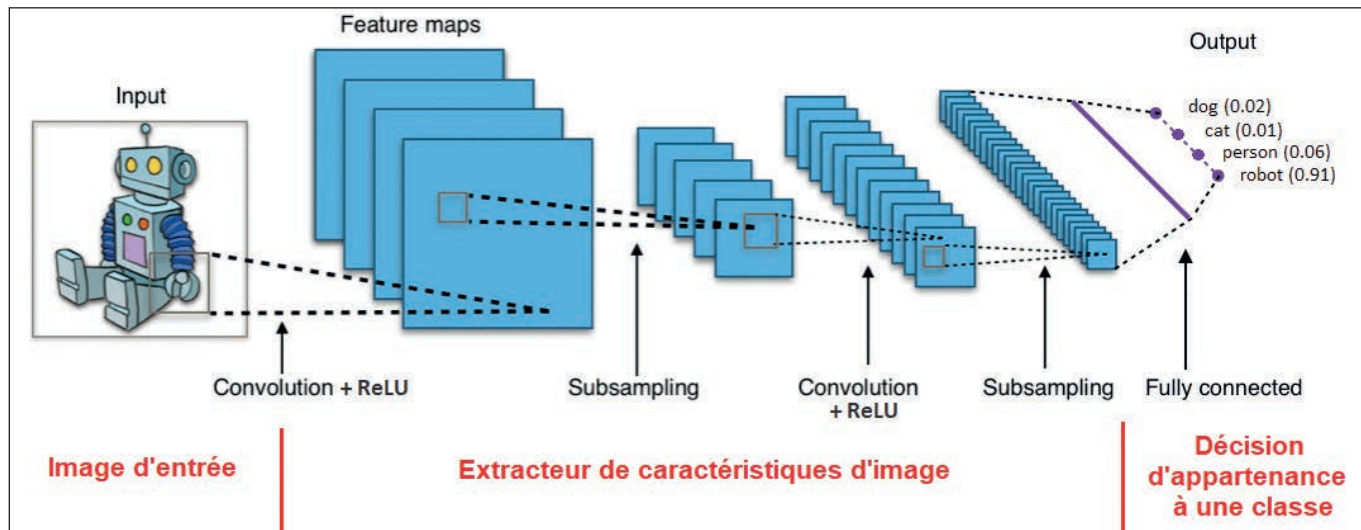 Feature maps
Output
Input
dog (0.02)
cat (0.01)
person (0.06)
robot (0.91)
Convolution + ReLU
Subsampling
Convolution
+ ReLU
Subsampling
Fully connected
Image d'entrée
Extracteur de caractéristiques d'image
Décision
d'appartenance
à une classe